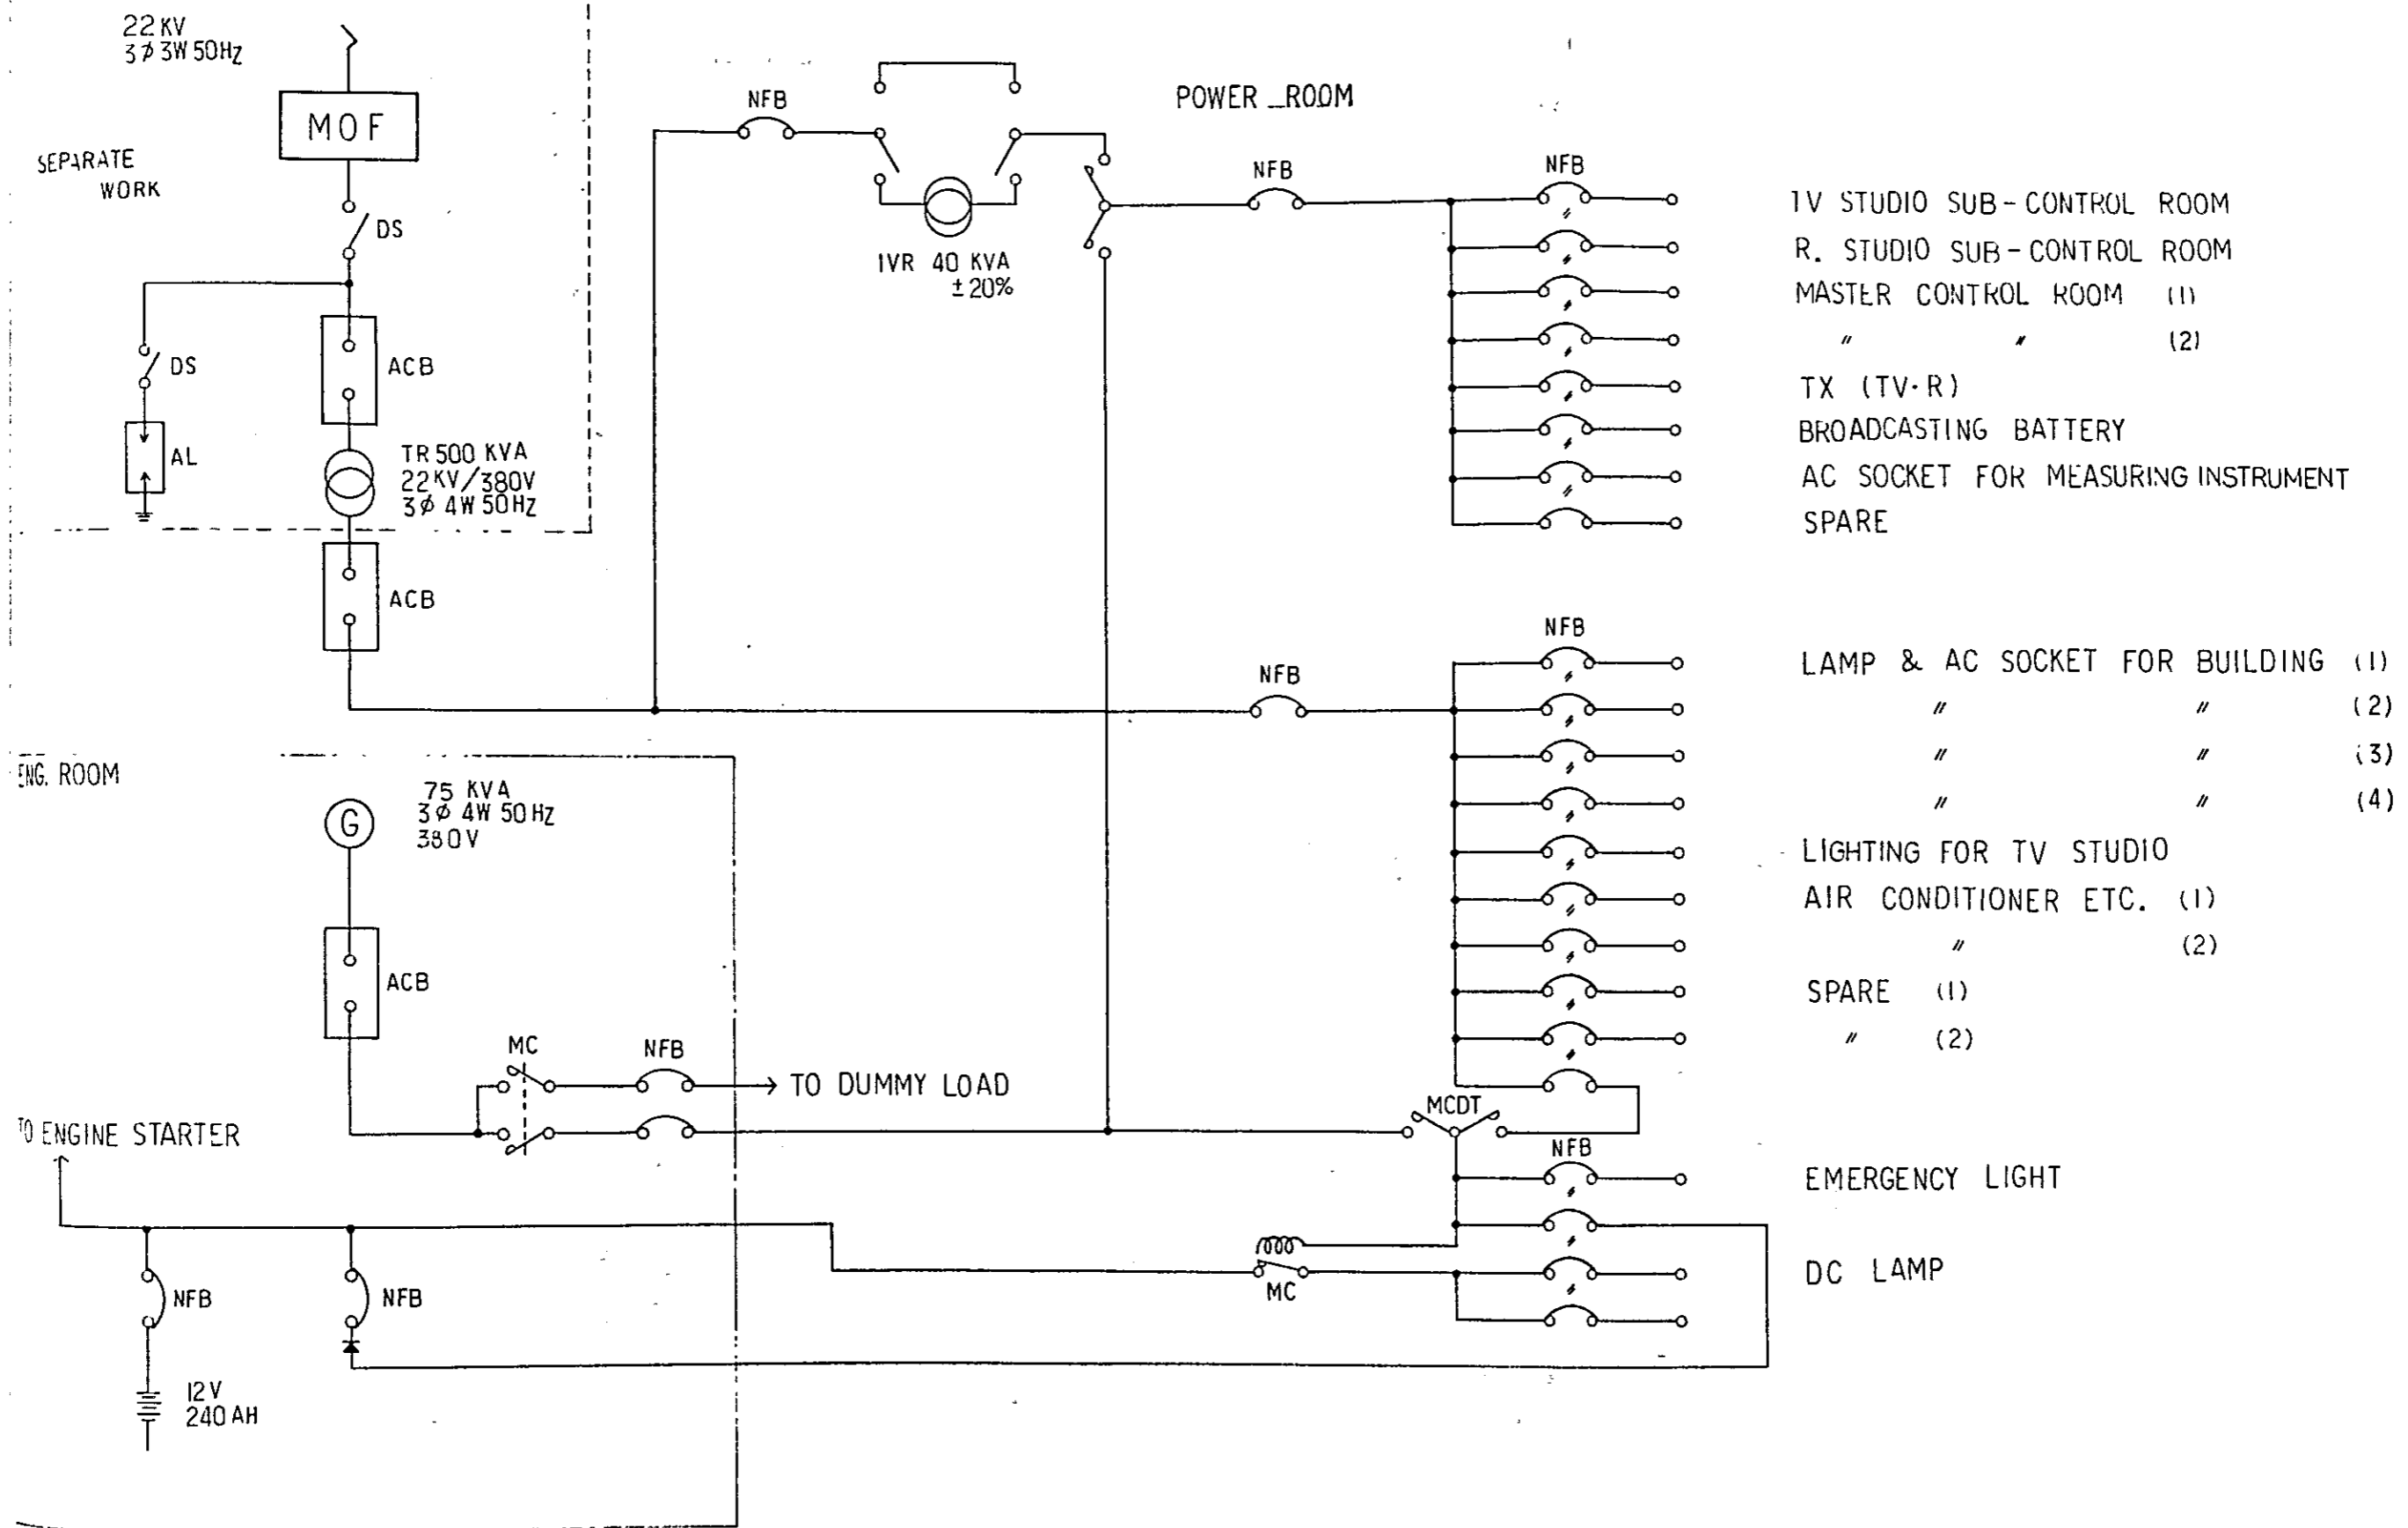 22KV
3φ3W50Hz
MOF
SEPARATE
WORK
DS
DS
ACB
AL
TR 500 KVA
22KV/380V
3φ 4W 50Hz
ACB
POWER ROOM
NFB
IVR 40 KVA
±20%
NFB
NFB
TV STUDIO SUB-CONTROL ROOM
R. STUDIO SUB-CONTROL ROOM
MASTER CONTROL ROOM (1)
〃 〃 (2)
TX (TV·R)
BROADCASTING BATTERY
AC SOCKET FOR MEASURING INSTRUMENT
SPARE
NFB
NFB
LAMP & AC SOCKET FOR BUILDING (1)
〃 〃 (2)
〃 〃 (3)
〃 〃 (4)
LIGHTING FOR TV STUDIO
AIR CONDITIONER ETC. (1)
〃 (2)
SPARE (1)
〃 (2)
ENG. ROOM
75 KVA
3φ 4W 50Hz
380V
G
ACB
MC
NFB
TO DUMMY LOAD
MCDT
TO ENGINE STARTER
NFB
EMERGENCY LIGHT
MC
DC LAMP
NFB
NFB
12V
240 AH